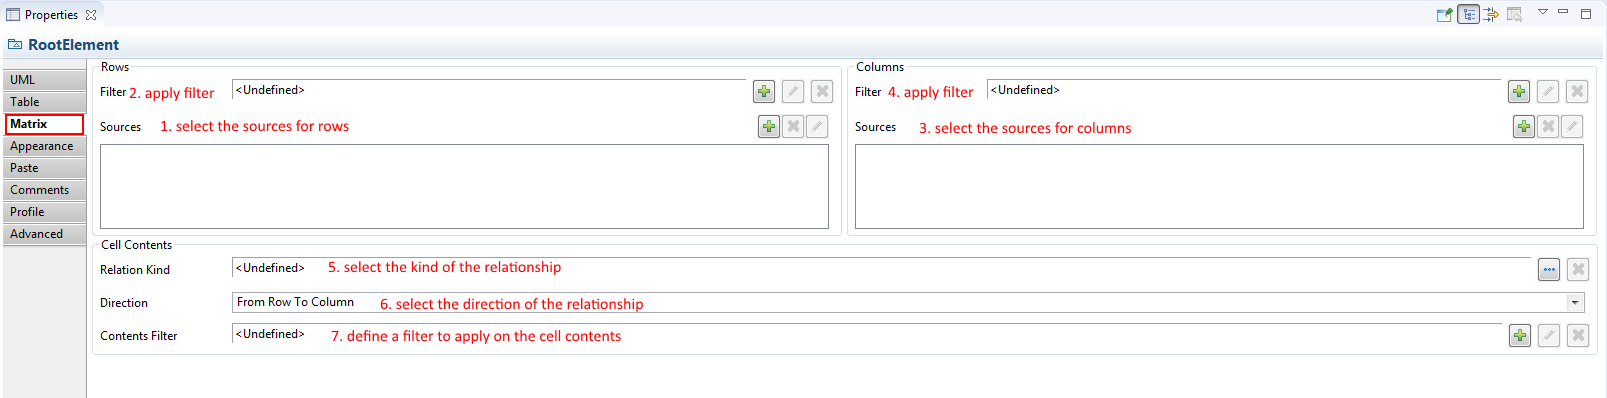 Properties
RootElement
UML
Table
Matrix
Appearance
Paste
Comments
Profile
Advanced
Rows
Filter 2. apply filter <Undefined>
Sources 1. select the sources for rows
Columns
Filter 4. apply filter <Undefined>
Sources 3. select the sources for columns
Cell Contents
Relation Kind <Undefined> 5. select the kind of the relationship
Direction From Row To Column 6. select the direction of the relationship
Contents Filter <Undefined> 7. define a filter to apply on the cell contents